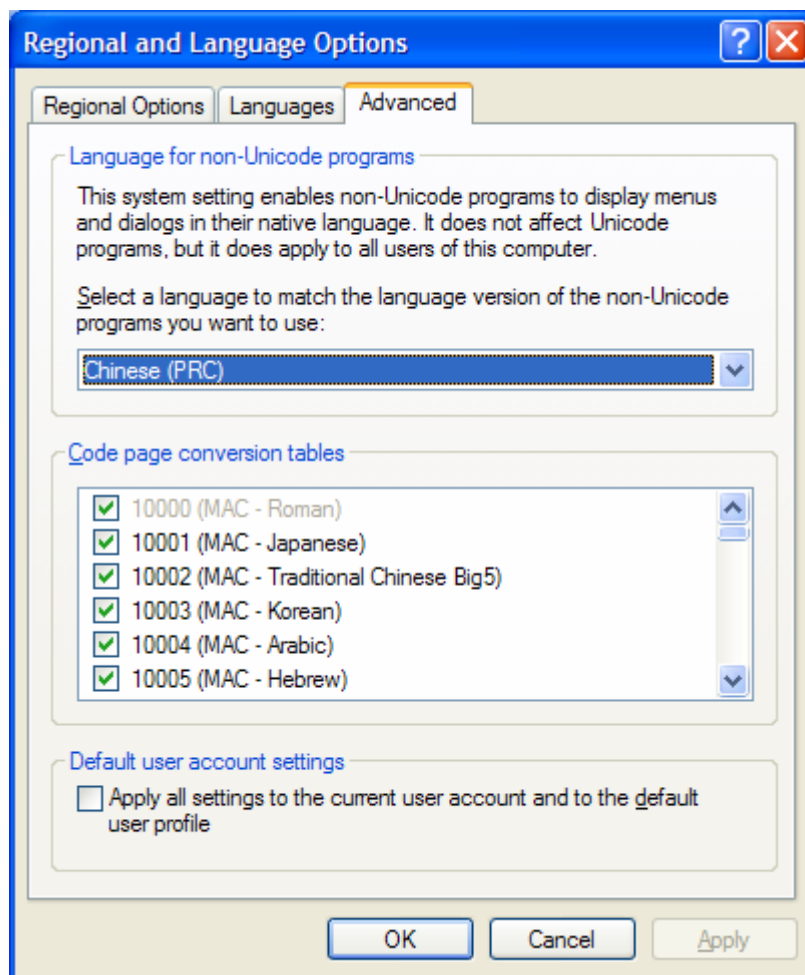 Regional and Language Options
Regional Options Languages Advanced
Language for non-Unicode programs
This system setting enables non-Unicode programs to display menus
and dialogs in their native language. It does not affect Unicode
programs, but it does apply to all users of this computer.
Select a language to match the language version of the non-Unicode
programs you want to use:
Chinese (PRC)
Code page conversion tables
10000 (MAC - Roman)
10001 (MAC - Japanese)
10002 (MAC - Traditional Chinese Big5)
10003 (MAC - Korean)
10004 (MAC - Arabic)
10005 (MAC - Hebrew)
Default user account settings
Apply all settings to the current user account and to the default
user profile
OK Cancel Apply